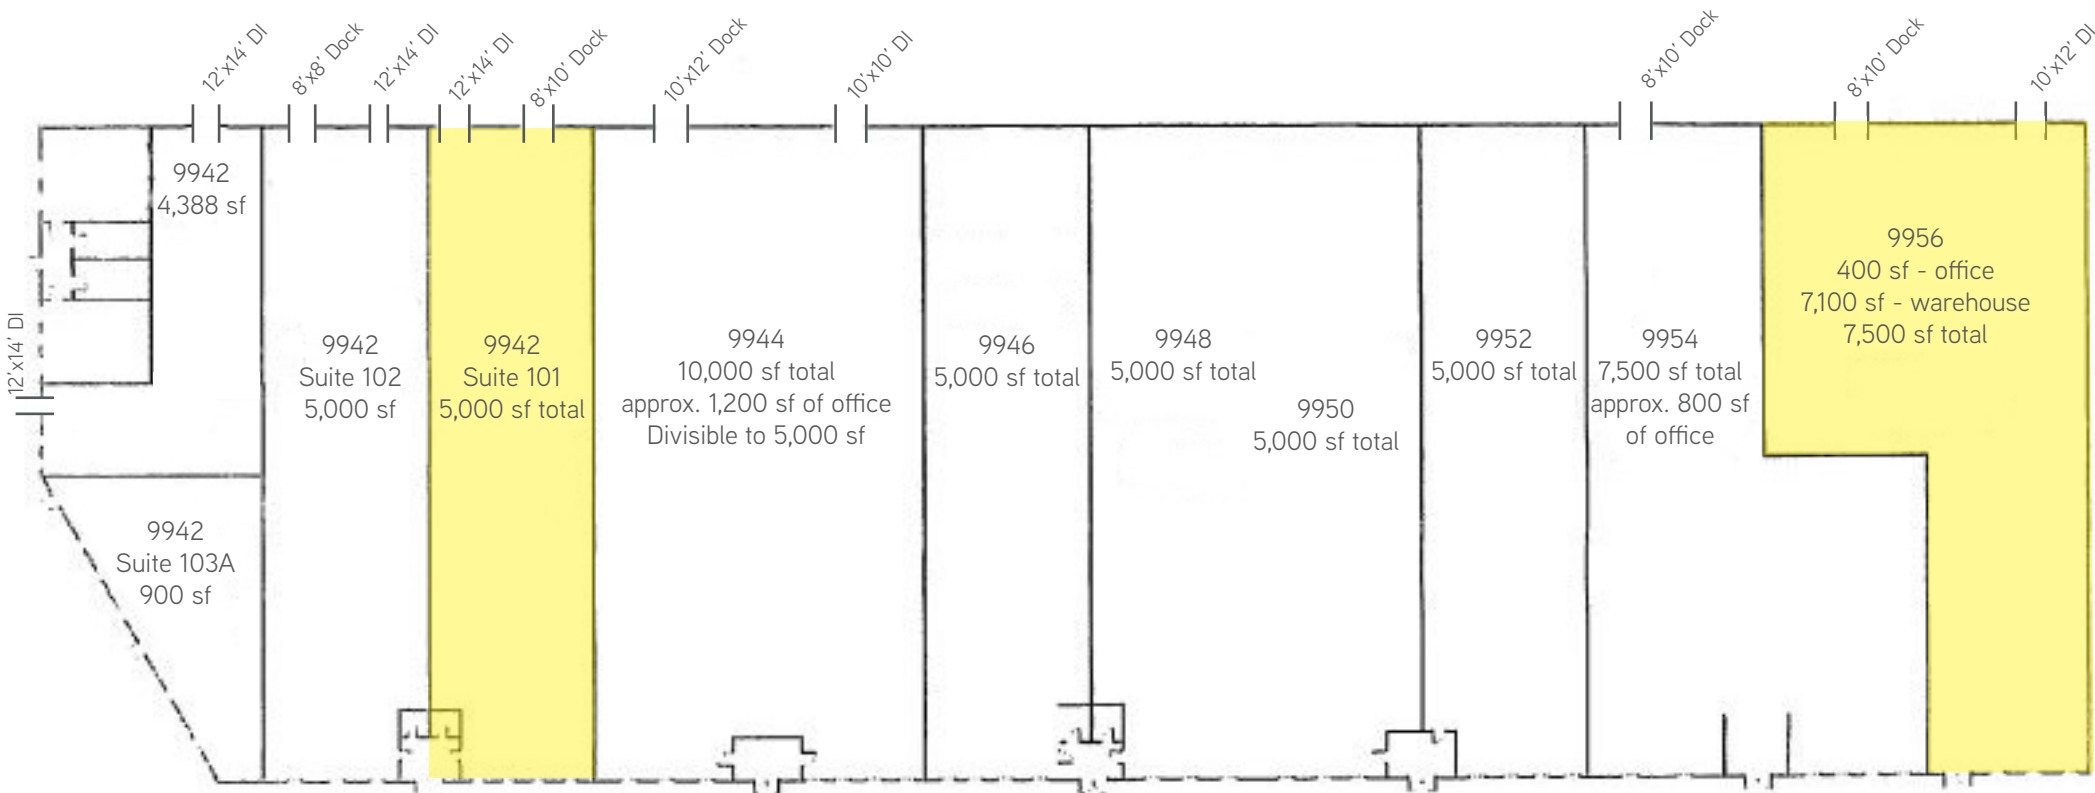 12'x14' DI
8'x8' Dock
12'x14' DI
12'x14' DI
8'x10' Dock
10'x12' Dock
10'x10' DI
8'x10' Dock
8'x10' Dock
10'x12' DI
12'x14' DI
9942
4,388 sf
9942
Suite 103A
900 sf
9942
Suite 102
5,000 sf
9942
Suite 101
5,000 sf total
9944
10,000 sf total
approx. 1,200 sf of office
Divisible to 5,000 sf
9946
5,000 sf total
9948
5,000 sf total
9950
5,000 sf total
9952
5,000 sf total
9954
7,500 sf total
approx. 800 sf
of office
9956
400 sf - office
7,100 sf - warehouse
7,500 sf total